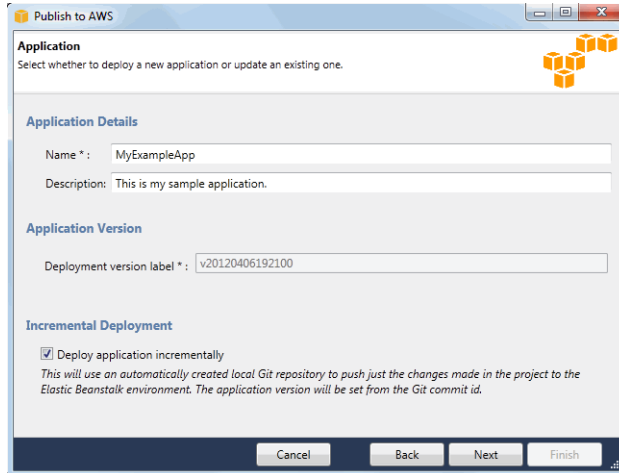 Publish to AWS
Application
Select whether to deploy a new application or update an existing one.
Application Details
Name * : MyExampleApp
Description: This is my sample application.
Application Version
Deployment version label * : v20120406192100
Incremental Deployment
Deploy application incrementally
This will use an automatically created local Git repository to push just the changes made in the project to the
Elastic Beanstalk environment. The application version will be set from the Git commit id.
Cancel Back Next Finish